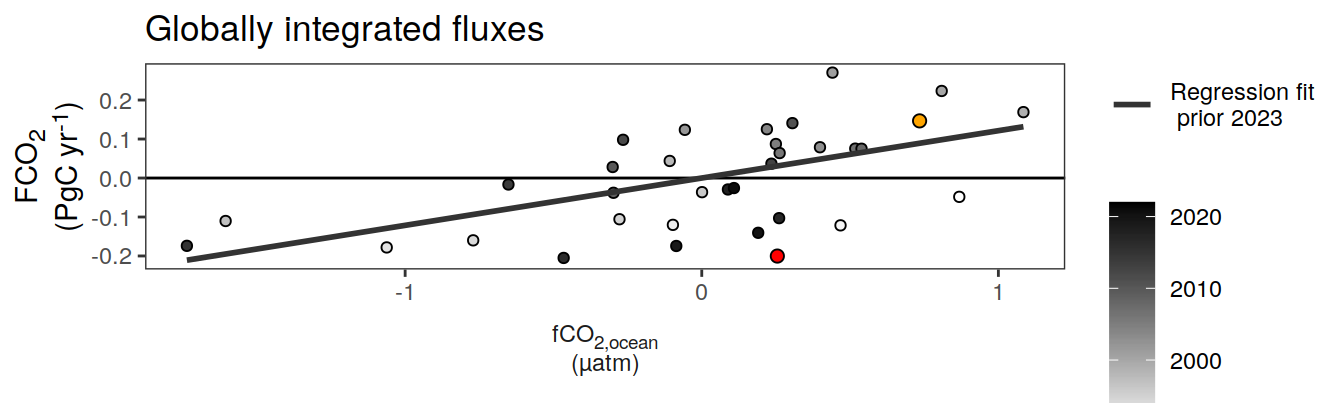 Globally integrated fluxes
FCO₂
(PgC yr⁻¹)
0.2
0.1
0.0
-0.1
-0.2
-1
0
1
fCO₂,ocean
(µatm)
Regression fit
prior 2023
2020
2010
2000